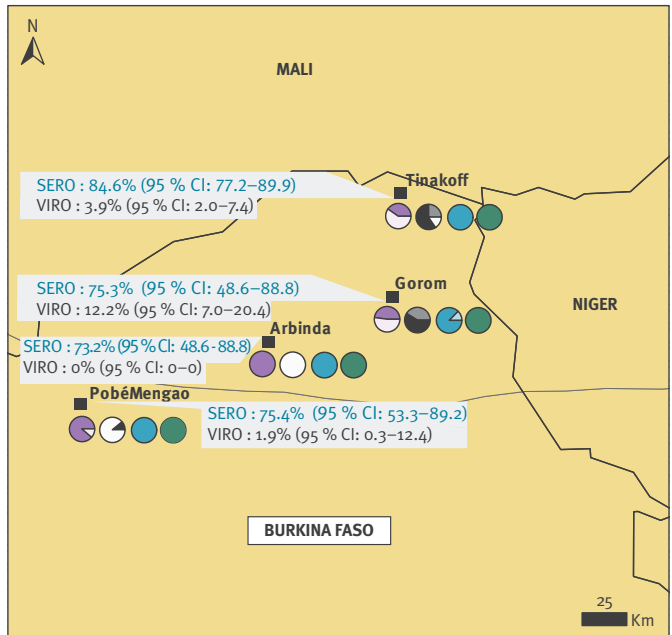 N
MALI
Tinakoff
SERO : 84.6% (95 % CI: 77.2–89.9)
VIRO : 3.9% (95 % CI: 2.0–7.4)
Gorom
SERO : 75.3% (95 % CI: 48.6–88.8)
VIRO : 12.2% (95 % CI: 7.0–20.4)
NIGER
Arbinda
SERO : 73.2% (95 % CI: 48.6-88.8)
VIRO : 0% (95 % CI: 0–0)
PobéMengao
SERO : 75.4% (95 % CI: 53.3–89.2)
VIRO : 1.9% (95 % CI: 0.3–12.4)
BURKINA FASO
25
Km